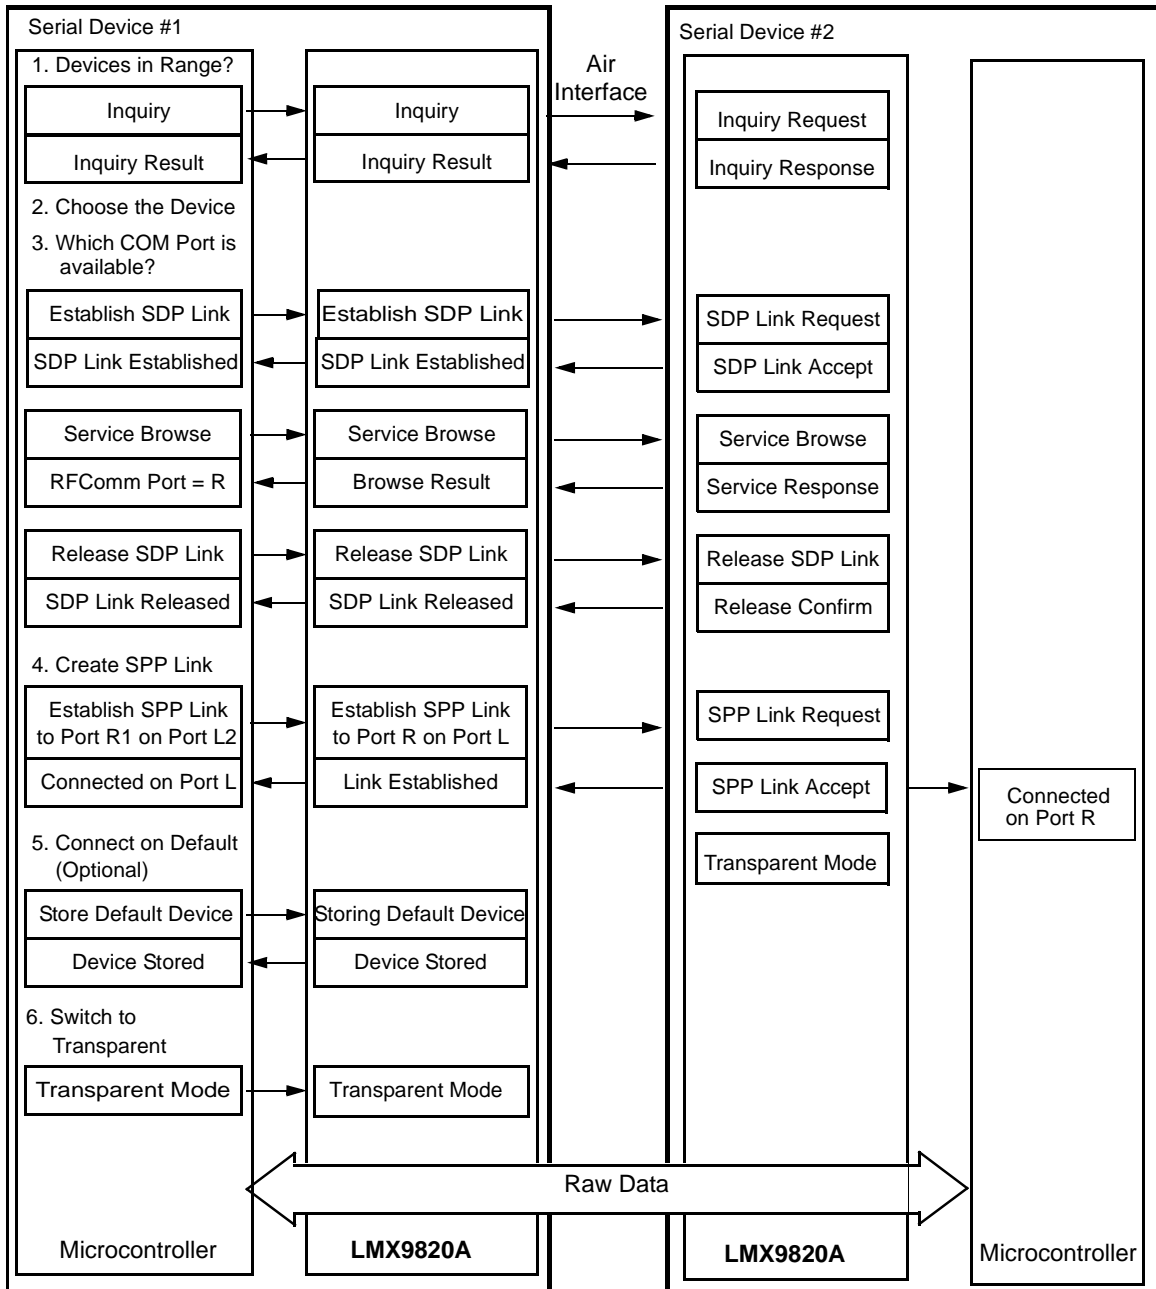 Serial Device #1
Serial Device #2
Air
Interface
1. Devices in Range?
Inquiry
Inquiry
Inquiry Request
Inquiry Result
Inquiry Result
Inquiry Response
2. Choose the Device
3. Which COM Port is
available?
Establish SDP Link
Establish SDP Link
SDP Link Request
SDP Link Established
SDP Link Established
SDP Link Accept
Service Browse
Service Browse
Service Browse
RFComm Port = R
Browse Result
Service Response
Release SDP Link
Release SDP Link
Release SDP Link
SDP Link Released
SDP Link Released
Release Confirm
4. Create SPP Link
Establish SPP Link
to Port R1 on Port L2
Establish SPP Link
to Port R on Port L
SPP Link Request
Connected on Port L
Link Established
SPP Link Accept
Connected
on Port R
5. Connect on Default
(Optional)
Transparent Mode
Store Default Device
Storing Default Device
Device Stored
Device Stored
6. Switch to
Transparent
Transparent Mode
Transparent Mode
Raw Data
Microcontroller
LMX9820A
LMX9820A
Microcontroller